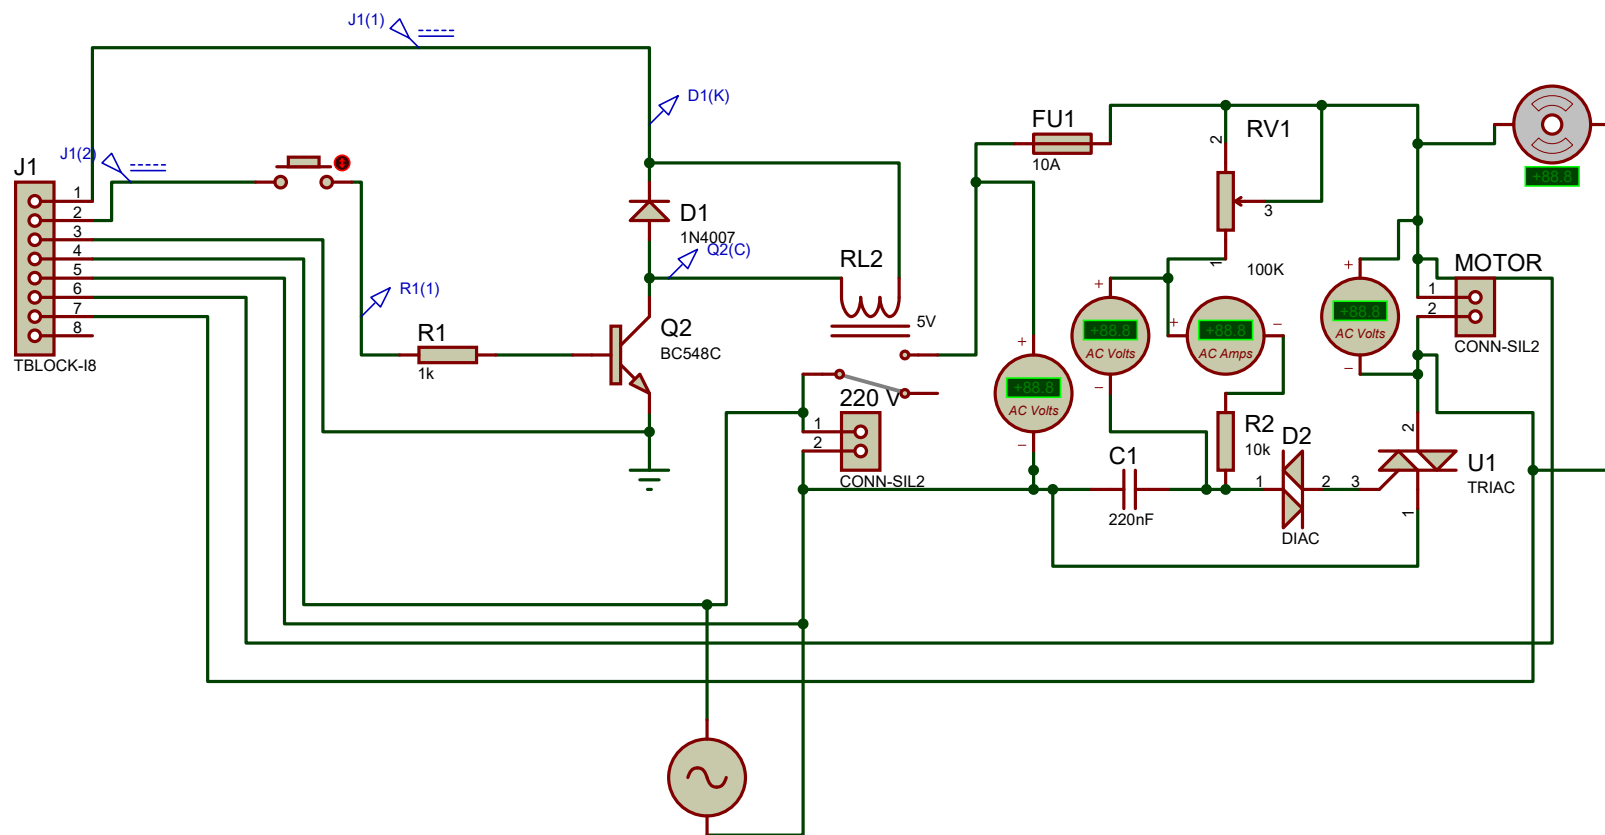 J1(1)
D1(K)
J1(2)
J1
1
2
3
4
5
6
7
8
TBLOCK-I8
R1(1)
R1
1k
D1
1N4007
Q2(C)
Q2
BC548C
RL2
5V
220 V
1
2
CONN-SIL2
FU1
10A
+88.8
AC Volts
+
−
2
RV1
3
1
100K
+
+88.8
AC Volts
−
+
+88.8
AC Amps
−
R2
10k
C1
220nF
D2
1
2
DIAC
3
2
1
U1
TRIAC
+
+88.8
AC Volts
−
MOTOR
1
2
CONN-SIL2
+88.8